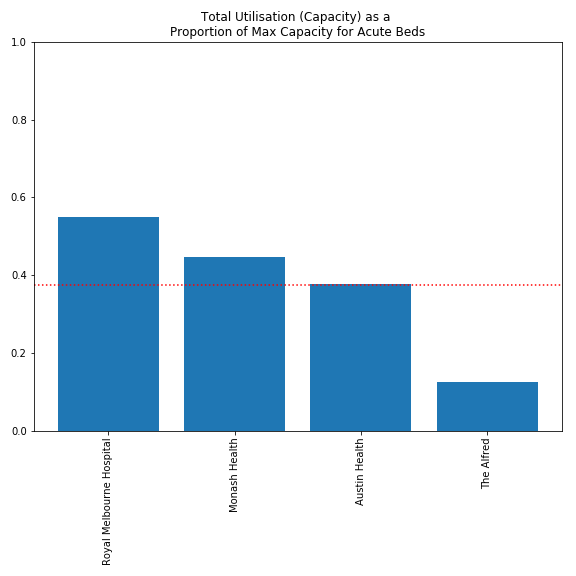 Total Utilisation (Capacity) as a
Proportion of Max Capacity for Acute Beds
1.0
0.8
0.6
0.4
0.2
0.0
Royal Melbourne Hospital
Monash Health
Austin Health
The Alfred